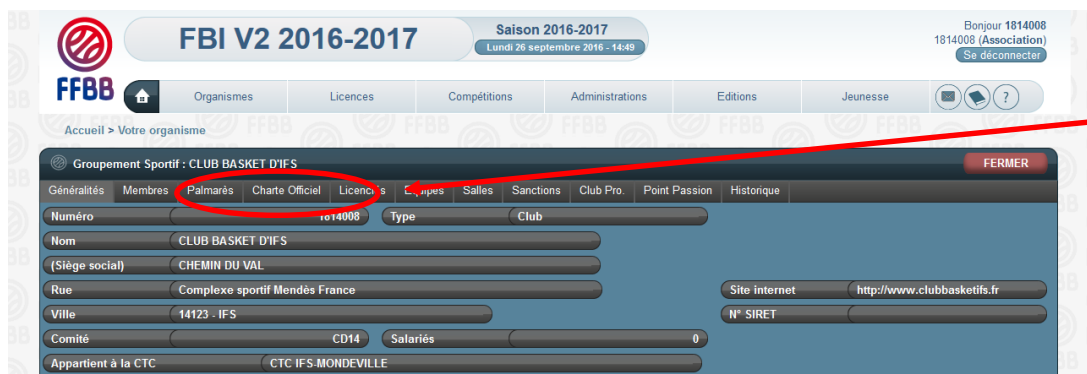 FBI V2 2016-2017
Saison 2016-2017
Lundi 26 septembre 2016 - 14:49
Bonjour 1814008
1814008 (Association)
Se déconnecter
FFBB
Organismes Licences Compétitions Administrations Editions Jeunesse ?
Accueil > Votre organisme
Groupement Sportif : CLUB BASKET D'IFS FERMER
Généralités Membres Palmarès Charte Officiel Licenciés Equipes Salles Sanctions Club Pro. Point Passion Historique
Numéro 1814008 Type Club
Nom CLUB BASKET D'IFS
(Siège social) CHEMIN DU VAL
Rue Complexe sportif Mendès France Site internet http://www.clubbasketifs.fr
Ville 14123 - IFS N° SIRET
Comité CD14 Salariés 0
Appartient à la CTC CTC IFS-MONDEVILLE